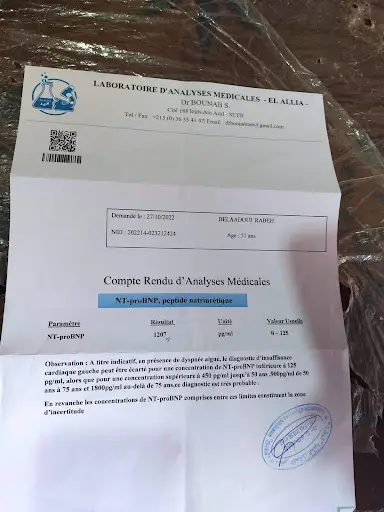 LABORATOIRE D'ANALYSES MEDICALES - EL ALLIA -
Dr BOUNAB S.
Cité
- SETIF
Tel / Fax : +213 (0) 36 55 41 97 Email :
Demandé le : 27/10/2022
BELAADOUI RABEH
NID : 202214-023212424
Age : 51 ans
Compte Rendu d'Analyses Médicales
NT-proBNP, peptide natriurétique
Paramètre Résultat Unité Valeur Usuelle
NT-proBNP 1207 pg/ml 0 – 125
Observation : A titre indicatif, en présence de dyspnée aigue, le diagnostic d'insuffisance
cardiaque gauche peut être écarté pour une concentration de NT-proBNP inférieure à 125
pg/ml, alors que pour une concentration supérieure à 450 pg/ml jusqu'à 50 ans ,900pg/ml de 50
ans à 75 ans et 1800pg/ml au-delà de 75 ans,ce diagnostic est très probable .
En revanche les concentrations de NT-proBNP comprises entre ces limites constituent la zone
d'incertitude